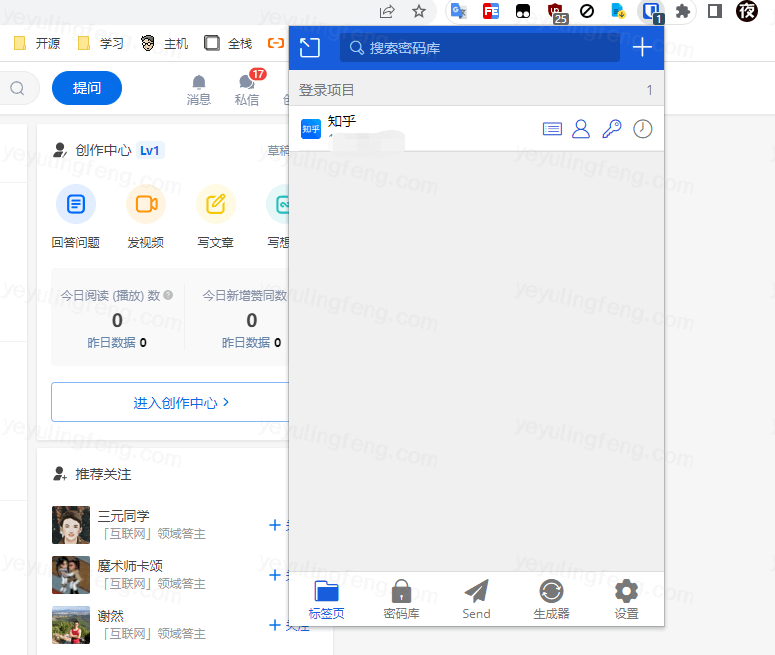 25
1
开源
学习
主机
全栈
搜索密码库
提问
消息
17
私信
登录项目
1
知乎
知乎
创作中心
Lv1
草稿
回答问题
发视频
写文章
写想
今日阅读 (播放) 数
今日新增赞同数
0
0
昨日数据 0
昨日数据 0
进入创作中心
推荐关注
三元同学
「互联网」领域答主
魔术师卡颂
「互联网」领域答主
谢然
「互联网」领域答主
+ 关注
标签页
密码库
Send
生成器
设置
夜
yeyulingfeng.com